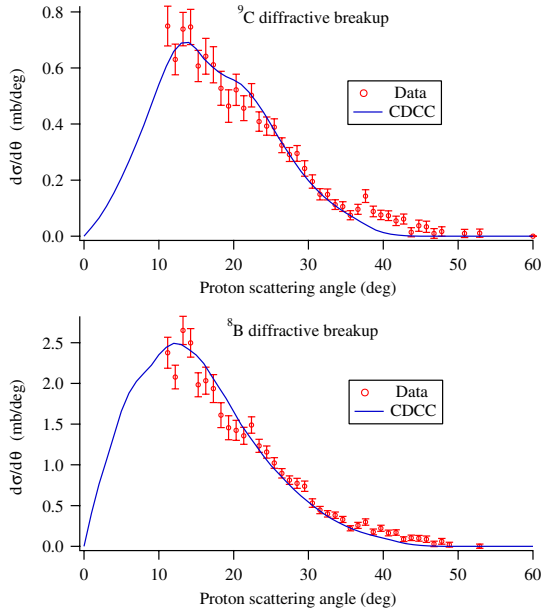 ⁹C diffractive breakup
0.8
0.6
0.4
0.2
0.0
dσ/dθ (mb/deg)
Data
CDCC
0 10 20 30 40 50 60
Proton scattering angle (deg)
⁸B diffractive breakup
2.5
2.0
1.5
1.0
0.5
0.0
dσ/dθ (mb/deg)
Data
CDCC
0 10 20 30 40 50 60
Proton scattering angle (deg)